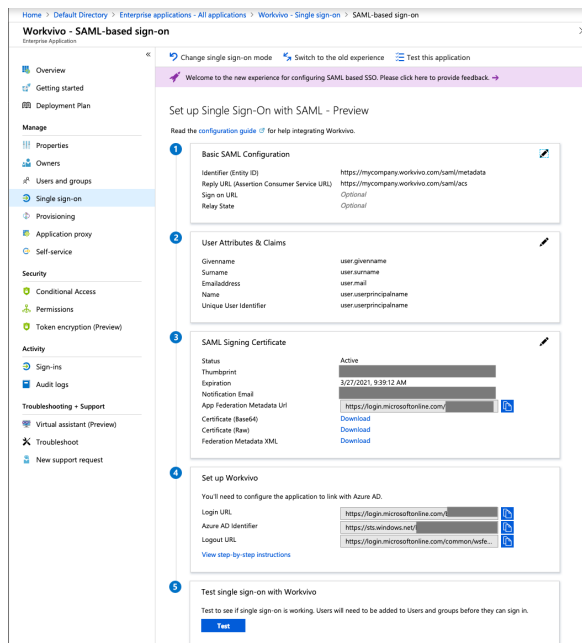 Home > Default Directory > Enterprise applications - All applications > Workvivo - Single sign-on > SAML-based sign-on
Workvivo - SAML-based sign-on
Enterprise Application
«
Overview
Getting started
Deployment Plan
Manage
Properties
Owners
Users and groups
Single sign-on
Provisioning
Application proxy
Self-service
Security
Conditional Access
Permissions
Token encryption (Preview)
Activity
Sign-ins
Audit logs
Troubleshooting + Support
Virtual assistant (Preview)
Troubleshoot
New support request
Change single sign-on mode Switch to the old experience Test this application
Welcome to the new experience for configuring SAML based SSO. Please click here to provide feedback. →
Set up Single Sign-On with SAML - Preview
Read the configuration guide for help integrating Workvivo.
1
Basic SAML Configuration
Identifier (Entity ID) https://mycompany.workvivo.com/saml/metadata
Reply URL (Assertion Consumer Service URL) https://mycompany.workvivo.com/saml/acs
Sign on URL Optional
Relay State Optional
2
User Attributes & Claims
Givenname user.givenname
Surname user.surname
Emailaddress user.mail
Name user.userprincipalname
Unique User Identifier user.userprincipalname
3
SAML Signing Certificate
Status Active
Thumbprint
Expiration 3/27/2021, 9:39:12 AM
Notification Email
App Federation Metadata Url https://login.microsoftonline.com/
Certificate (Base64) Download
Certificate (Raw) Download
Federation Metadata XML Download
4
Set up Workvivo
You'll need to configure the application to link with Azure AD.
Login URL https://login.microsoftonline.com/
Azure AD Identifier https://sts.windows.net/
Logout URL https://login.microsoftonline.com/common/wsfe...
View step-by-step instructions
5
Test single sign-on with Workvivo
Test to see if single sign-on is working. Users will need to be added to Users and groups before they can sign in.
Test